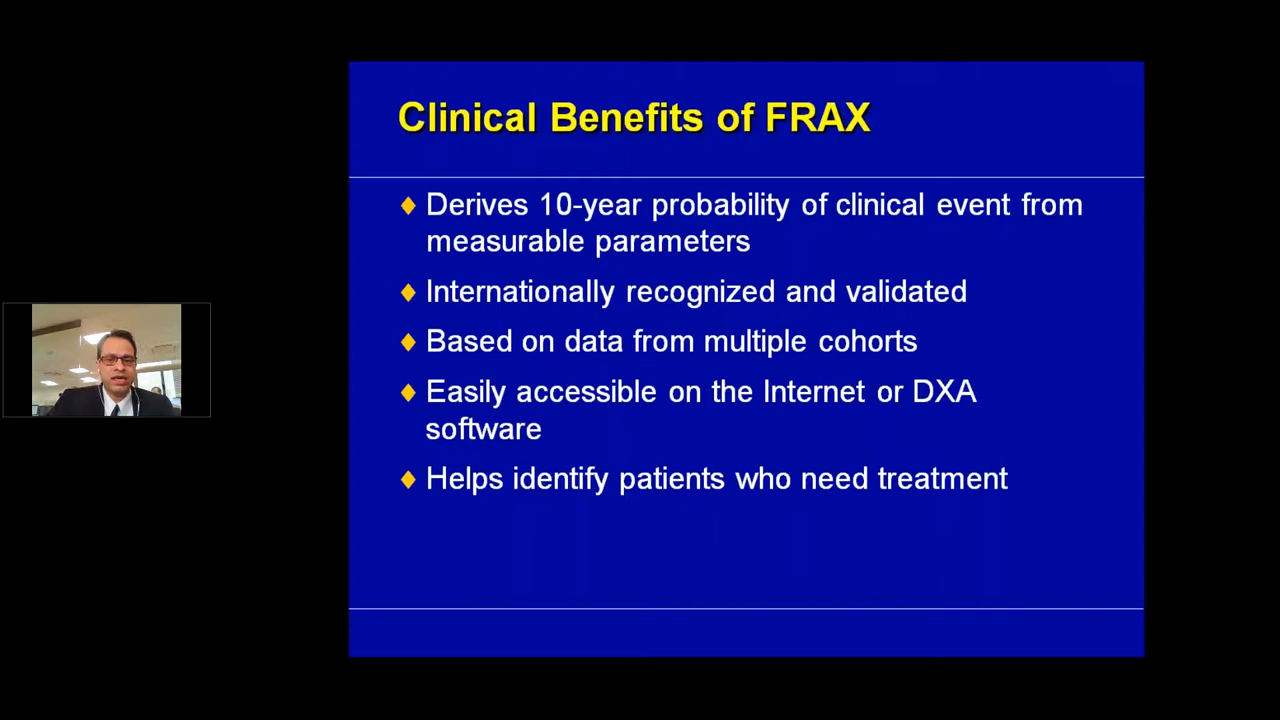 Clinical Benefits of FRAX
Derives 10-year probability of clinical event from
measurable parameters
Internationally recognized and validated
Based on data from multiple cohorts
Easily accessible on the Internet or DXA
software
Helps identify patients who need treatment